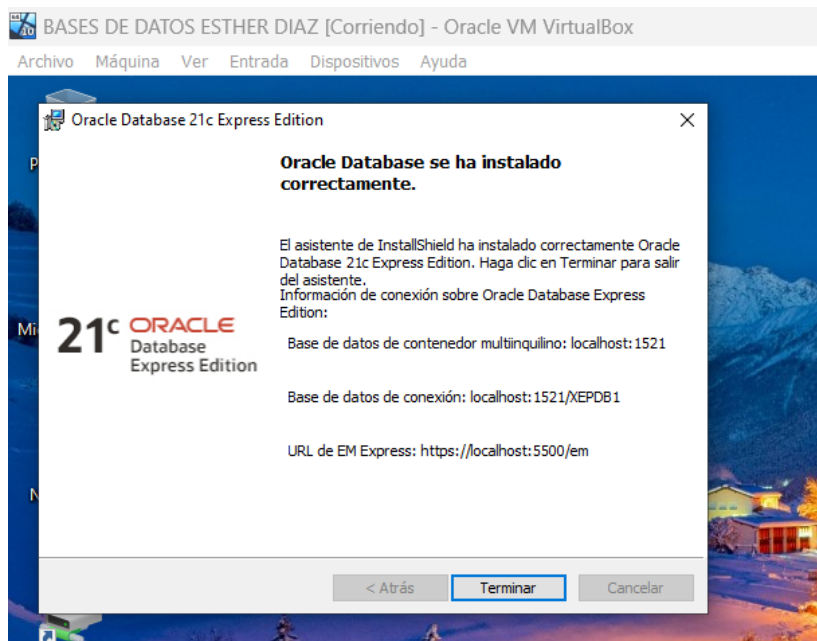 BASES DE DATOS ESTHER DIAZ [Corriendo] - Oracle VM VirtualBox
Archivo Máquina Ver Entrada Dispositivos Ayuda
Oracle Database 21c Express Edition
Oracle Database se ha instalado
correctamente.
El asistente de InstallShield ha instalado correctamente Oracle
Database 21c Express Edition. Haga clic en Terminar para salir
del asistente.
Información de conexión sobre Oracle Database Express
Edition:
21c ORACLE
Database
Express Edition
Base de datos de contenedor multiinquilino: localhost:1521
Base de datos de conexión: localhost:1521/XEPDB1
URL de EM Express: https://localhost:5500/em
< Atrás Terminar Cancelar